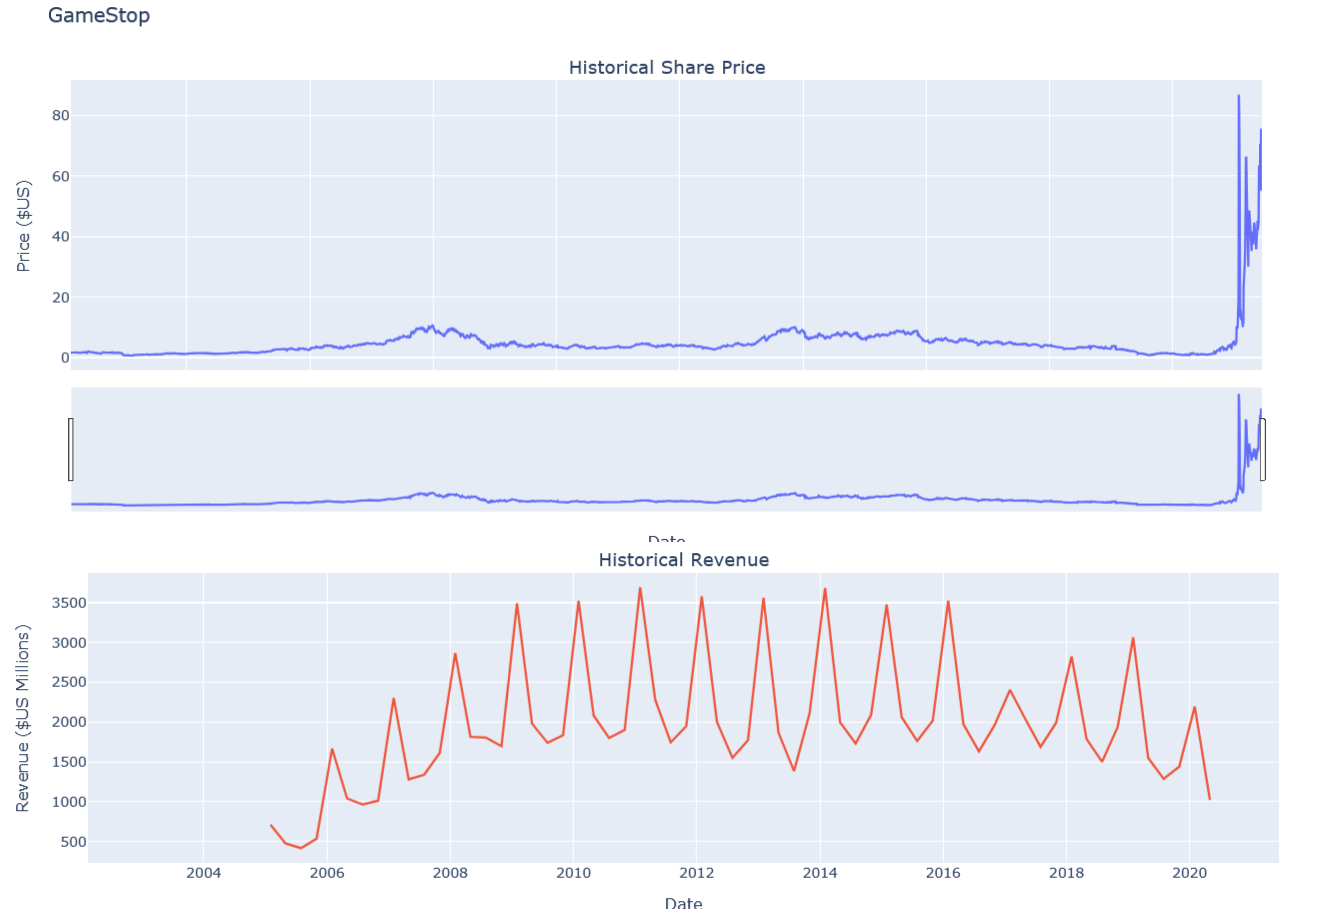 GameStop
Historical Share Price
80
60
40
20
0
Price ($US)
Date
Historical Revenue
3500
3000
2500
2000
1500
1000
500
Revenue ($US Millions)
2004 2006 2008 2010 2012 2014 2016 2018 2020
Date